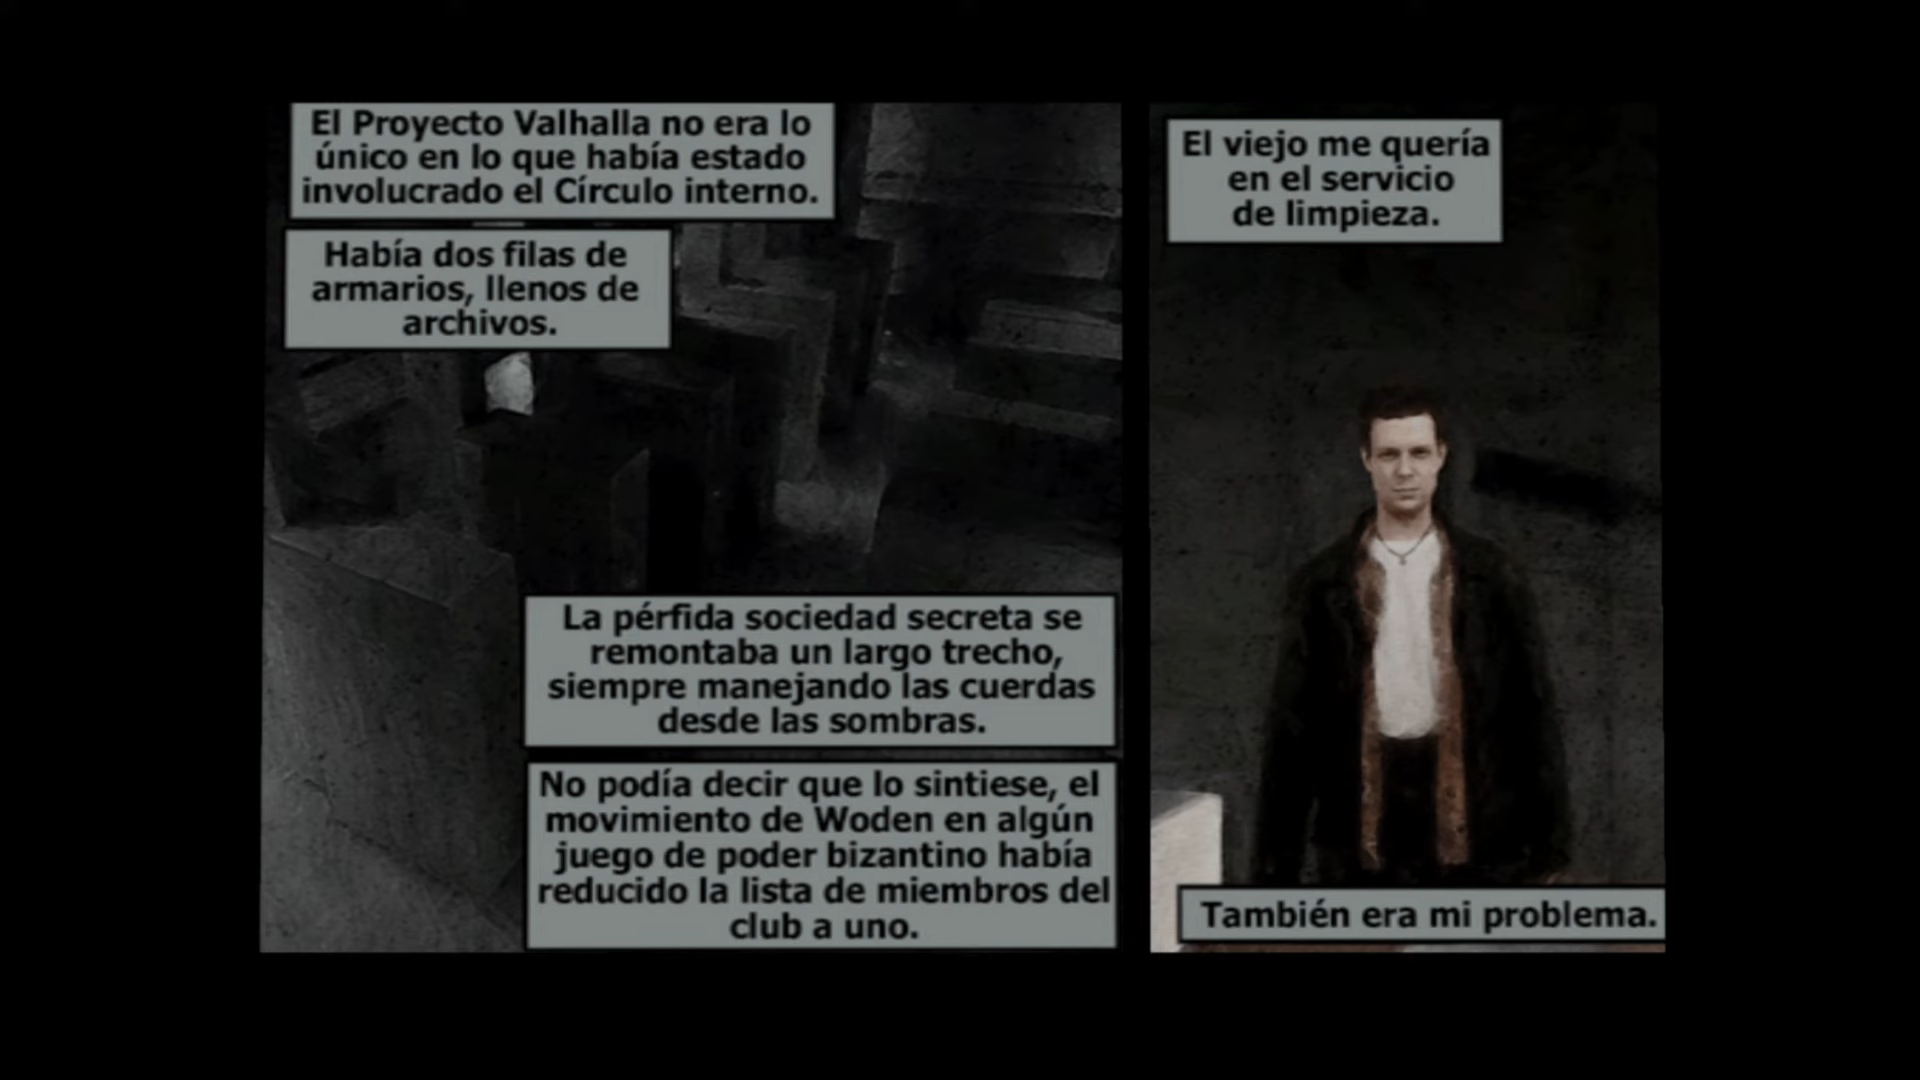 El Proyecto Valhalla no era lo
único en lo que había estado
involucrado el Círculo interno.
Había dos filas de
armarios, llenos de
archivos.
La pérfida sociedad secreta se
remontaba un largo trecho,
siempre manejando las cuerdas
desde las sombras.
No podía decir que lo sintiese, el
movimiento de Woden en algún
juego de poder bizantino había
reducido la lista de miembros del
club a uno.
El viejo me quería
en el servicio
de limpieza.
También era mi problema.